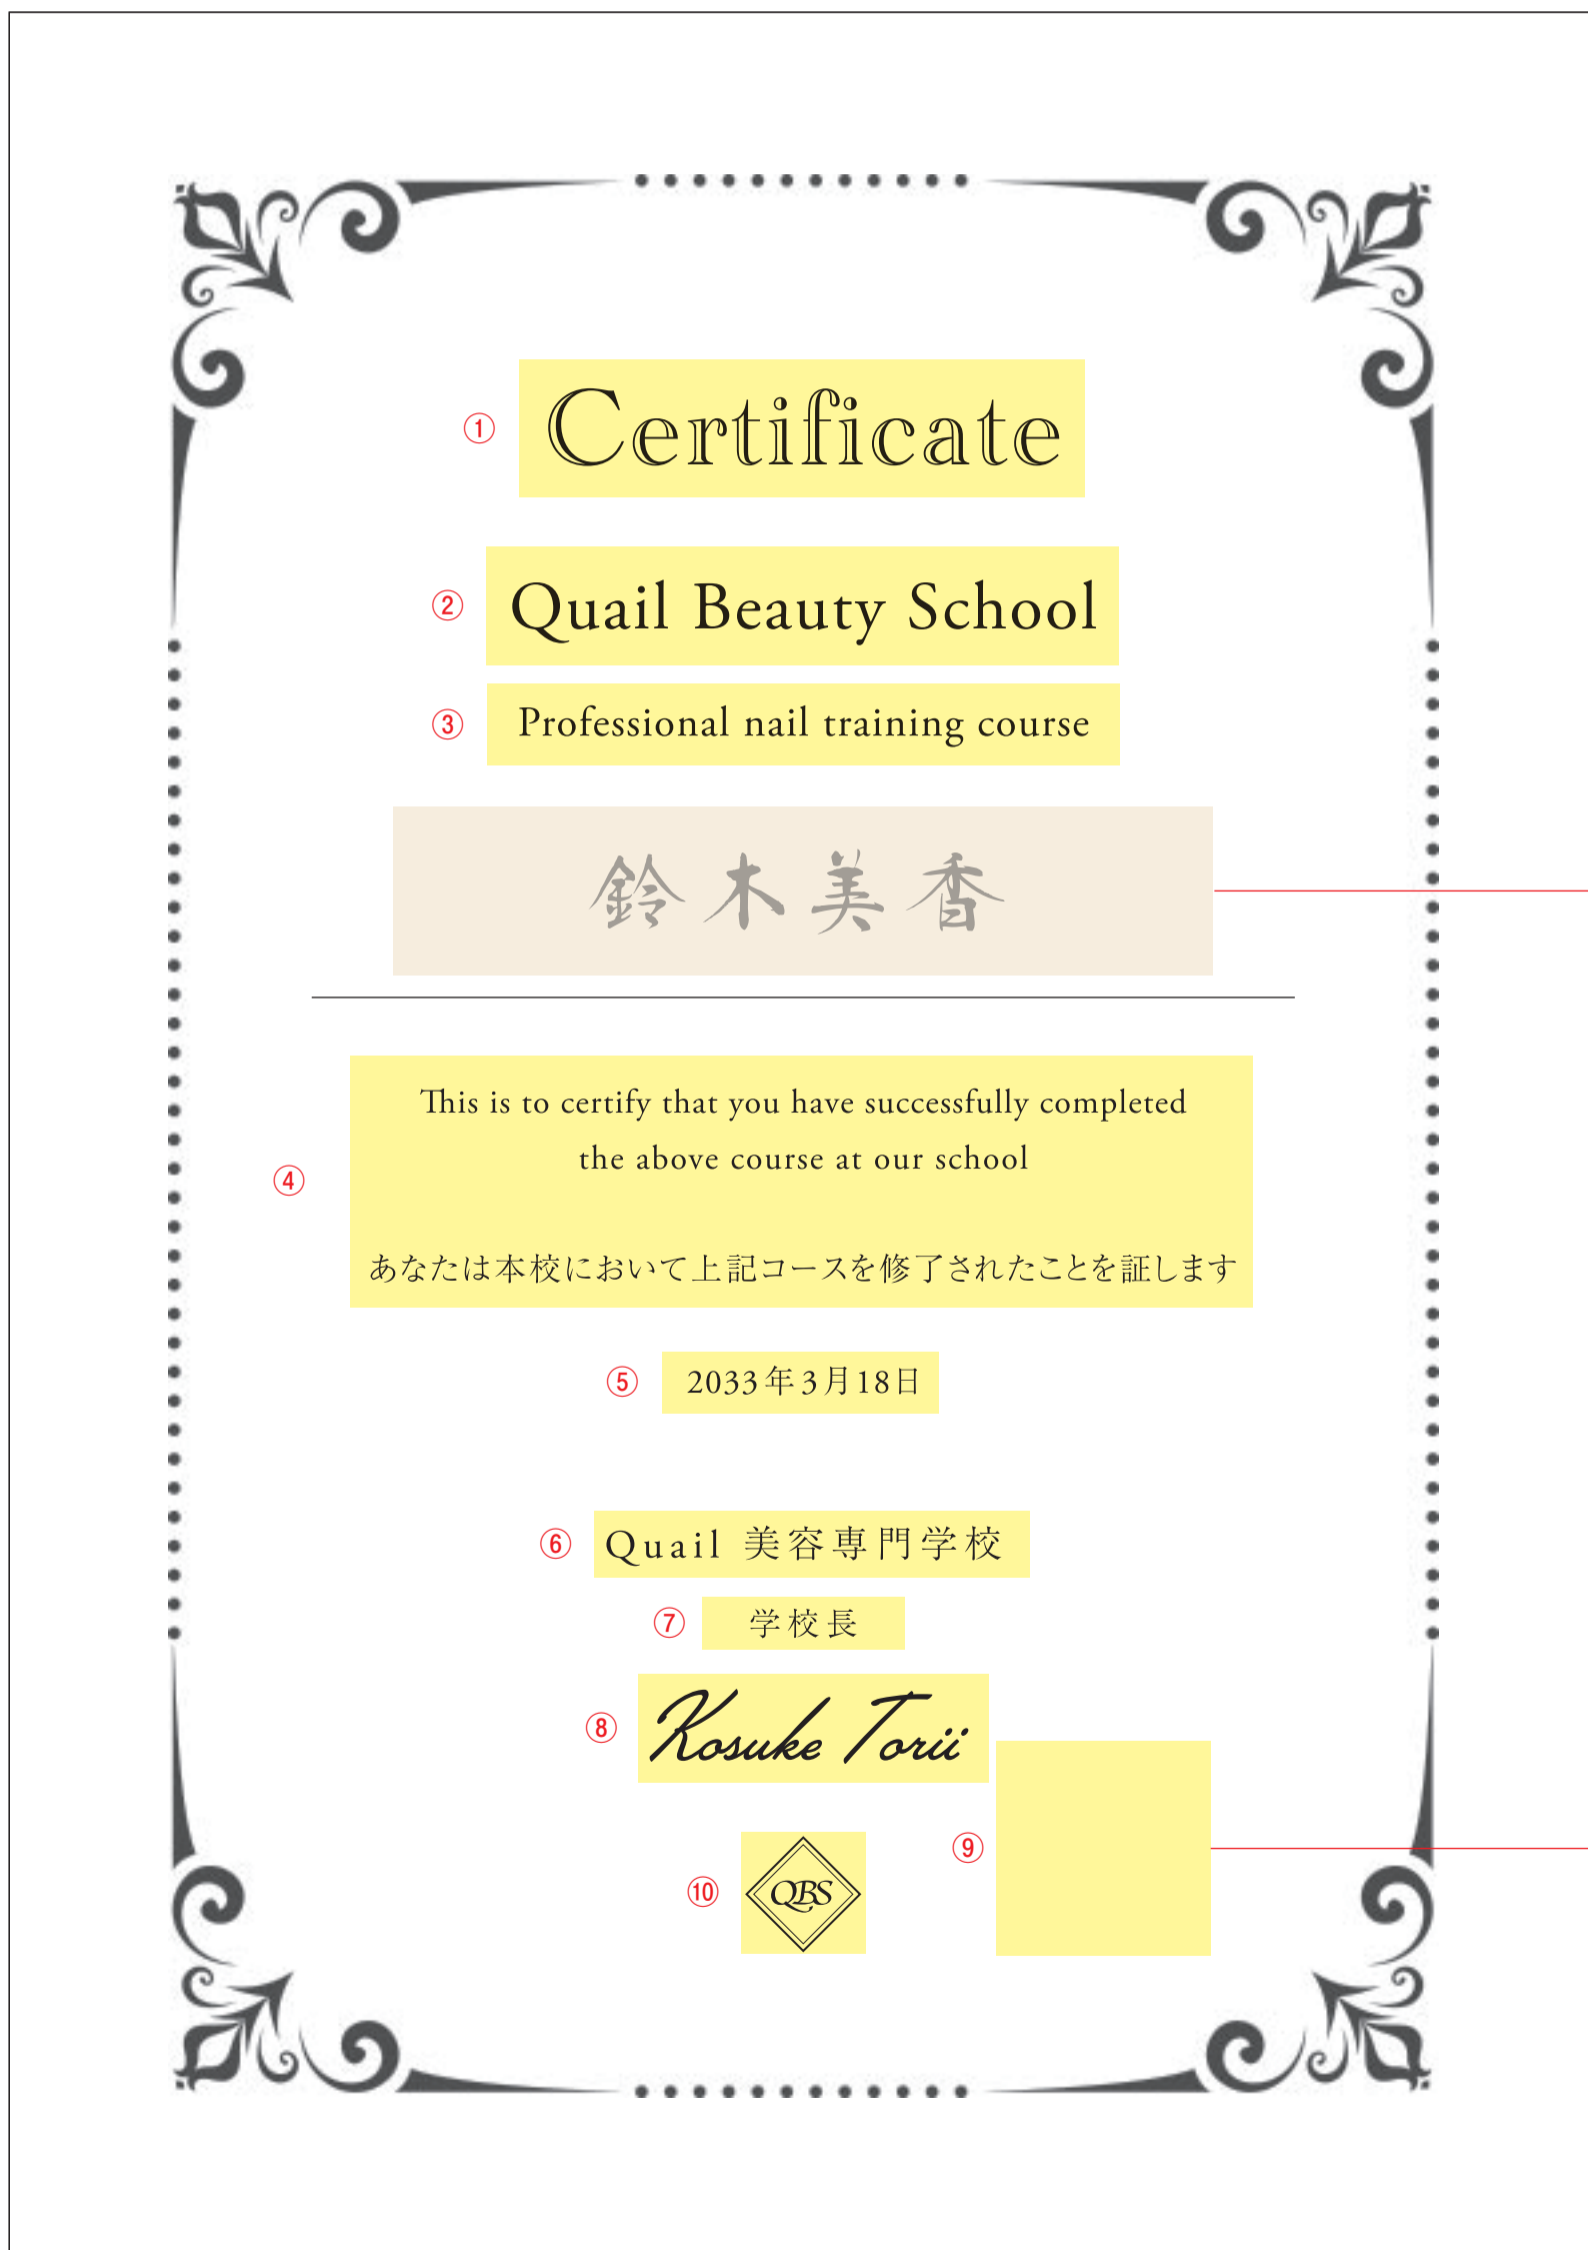 ① Certificate
② Quail Beauty School
③ Professional nail training course
鈴木美香
④ This is to certify that you have successfully completed
the above course at our school
あなたは本校において上記コースを修了されたことを証します
⑤ 2033年3月18日
⑥ Quail 美容専門学校
⑦ 学校長
⑧ Kosuke Torii
⑨
⑩ QBS